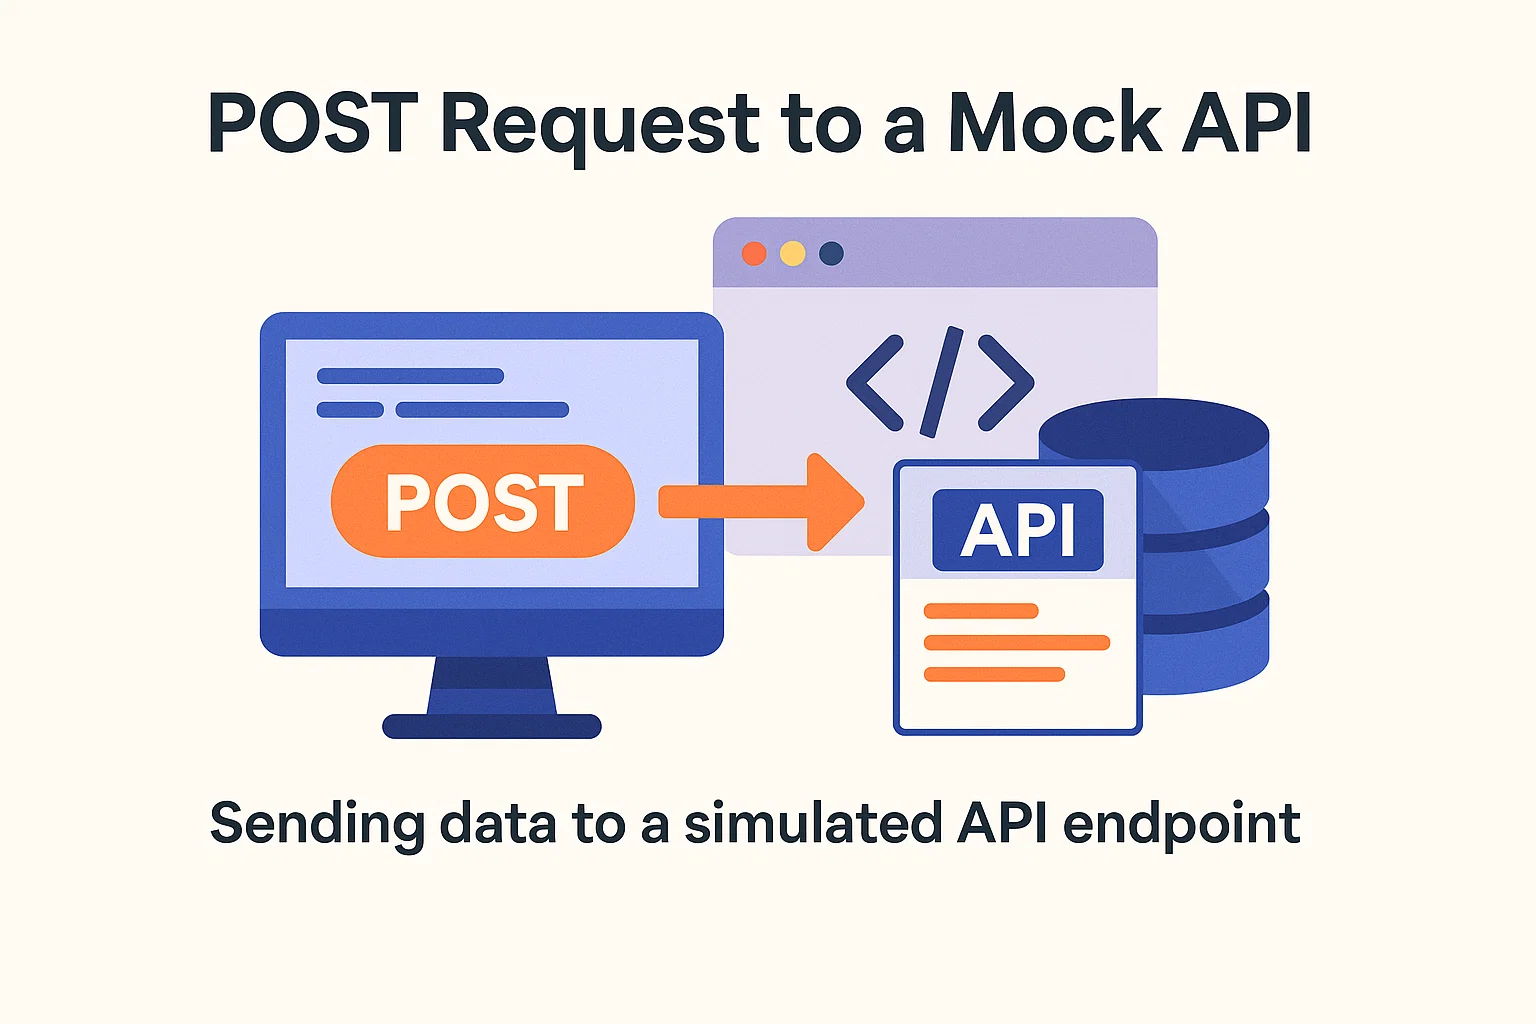 POST Request to a Mock API
</>
POST
API
Sending data to a simulated API endpoint